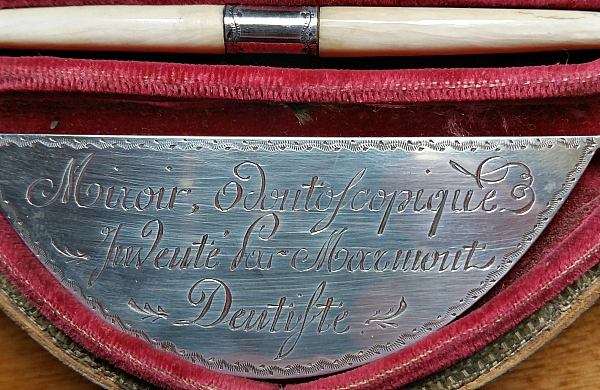 Miroir, Odontoſcopique
Inventé Par Marmont
Dentiſte